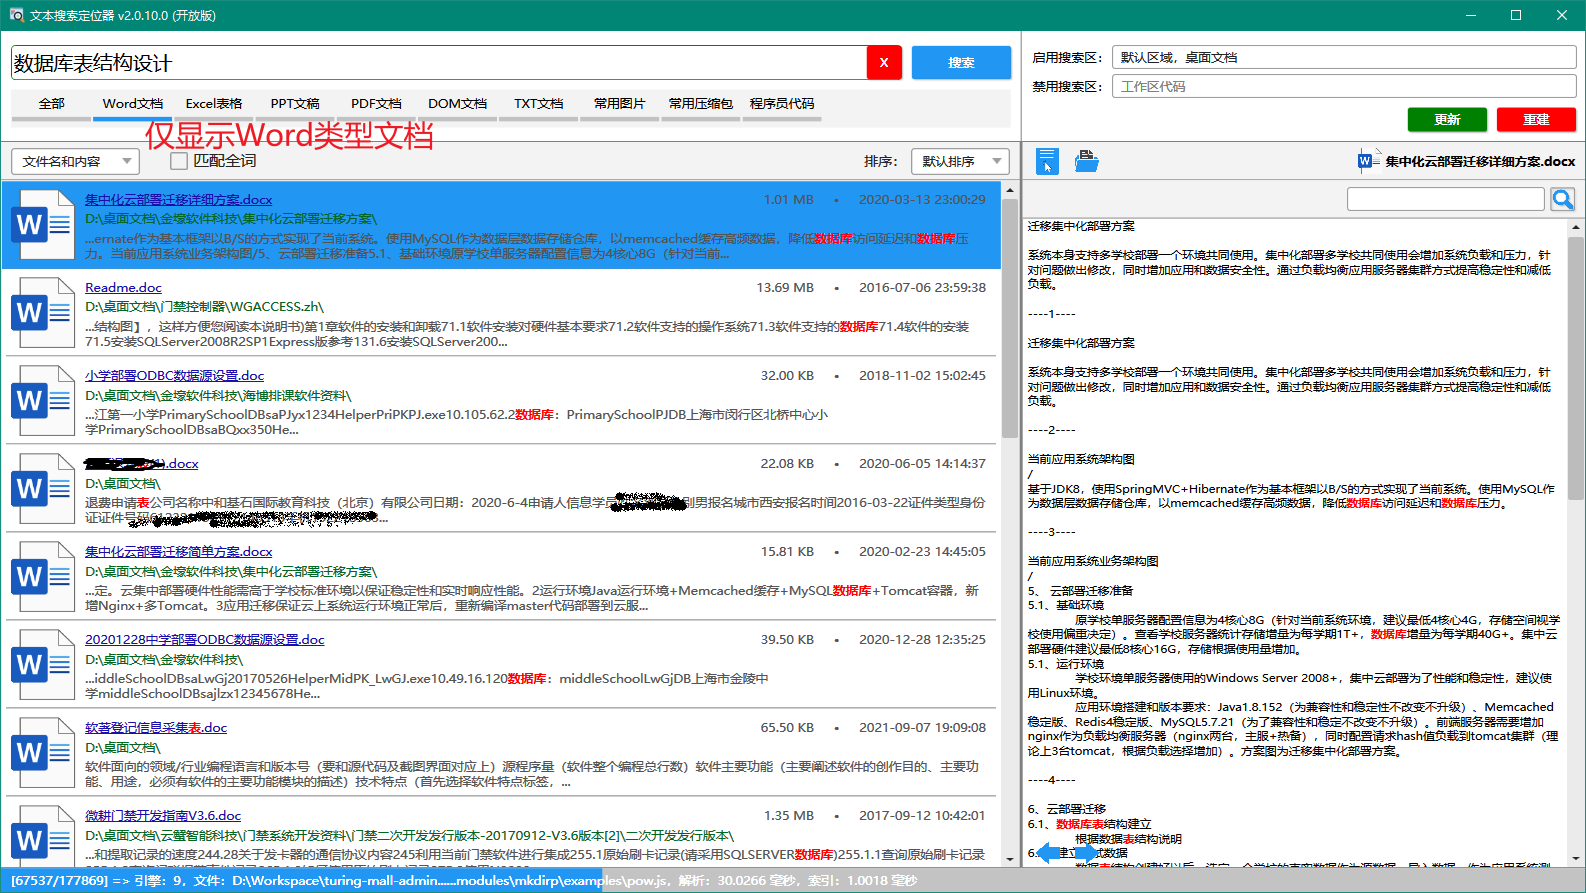 文本搜索定位器 v2.0.10.0 (开放版)
数据库表结构设计
X
搜索
全部
Word文档
Excel表格
PPT文稿
PDF文档
DOM文档
TXT文档
常用图片
常用压缩包
程序员代码
仅显示Word类型文档
文件名和内容
匹配全词
排序：
默认排序
集中化云部署迁移详细方案.docx
1.01 MB • 2020-03-13 23:00:29
D:\桌面文档\金壕软件科技\集中化云部署迁移方案\
...ernate作为基本框架以B/S的方式实现了当前系统。使用MySQL作为数据层数据存储仓库，以memcached缓存高频数据，降低数据库访问延迟和数据库压
力。当前应用系统业务架构图/5、云部署迁移准备5.1、基础环境原学校单服务器配置信息为4核心8G（针对当前...
Readme.doc
13.69 MB • 2016-07-06 23:59:38
D:\桌面文档\门禁控制器\WGACCESS.zh\
...结构图】，这样方便您阅读本说明书)第1章软件的安装和卸载71.1软件安装对硬件基本要求71.2软件支持的操作系统71.3软件支持的数据库71.4软件的安装
71.5安装SQLServer2008R2SP1Express版参考131.6安装SQLServer200...
小学部署ODBC数据源设置.doc
32.00 KB • 2018-11-02 15:02:45
D:\桌面文档\金壕软件科技\海博排课软件资料\
...江第一小学PrimarySchoolDBsaPJyx1234HelperPriPKPJ.exe10.105.62.2数据库：PrimarySchoolPJDB上海市闵行区北桥中心小
学PrimarySchoolDBsaBQxx350He...
.docx
22.08 KB • 2020-06-05 14:14:37
D:\桌面文档\
退费申请表公司名称中和基石国际教育科技（北京）有限公司日期：2020-6-4申请人信息学员 别男报名城市西安报名时间2016-03-22证件类型身份
证证件号
集中化云部署迁移简单方案.docx
15.81 KB • 2020-02-23 14:45:05
D:\桌面文档\金壕软件科技\集中化云部署迁移方案\
...定。云集中部署硬件性能需高于学校标准环境以保证稳定性和实时响应性能。2运行环境Java运行环境+Memcached缓存+MySQL数据库+Tomcat容器，新
增Nginx+多Tomcat。3应用迁移保证云上系统运行环境正常后，重新编译master代码部署到云服...
20201228中学部署ODBC数据源设置.doc
39.50 KB • 2020-12-28 12:35:25
D:\桌面文档\金壕软件科技\
...iddleSchoolDBsaLwGj20170526HelperMidPK_LwGJ.exe10.49.16.120数据库：middleSchoolLwGjDB上海市金陵中
学middleSchoolDBsajlzx12345678He...
软著登记信息采集表.doc
65.50 KB • 2021-09-07 19:09:08
D:\桌面文档\
软件面向的领域/行业编程语言和版本号（要和源代码及截图界面对应上）源程序量（软件整个编程总行数）软件主要功能（主要阐述软件的创作目的、主要功
能、用途，必须有软件的主要功能模块的描述）技术特点（首先选择软件特点标签，...
微耕门禁开发指南V3.6.doc
1.35 MB • 2017-09-12 10:42:01
D:\桌面文档\云蠶智能科技\门禁系统开发资料\门禁二次开发发行版本-20170912-V3.6版本[2]\二次开发发行版本\
...和提取记录的速度244.28关于发卡器的通信协议内容245利用当前门禁软件进行集成255.1原始刷卡记录(请采用SQLSERVER数据库)255.1.1查询原始刷卡记录
启用搜索区：
默认区域，桌面文档
禁用搜索区：
工作区代码
更新
重建
集中化云部署迁移详细方案.docx
迁移集中化部署方案
系统本身支持多学校部署一个环境共同使用。集中化部署多学校共同使用会增加系统负载和压力，针
对问题做出修改，同时增加应用和数据安全性。通过负载均衡应用服务器集群方式提高稳定性和减低
负载。
----1----
迁移集中化部署方案
系统本身支持多学校部署一个环境共同使用。集中化部署多学校共同使用会增加系统负载和压力，针
对问题做出修改，同时增加应用和数据安全性。通过负载均衡应用服务器集群方式提高稳定性和减低
负载。
----2----
当前应用系统架构图
/
基于JDK8，使用SpringMVC+Hibernate作为基本框架以B/S的方式实现了当前系统。使用MySQL作
为数据层数据存储仓库，以memcached缓存高频数据，降低数据库访问延迟和数据库压力。
----3----
当前应用系统业务架构图
/
5、 云部署迁移准备
5.1、基础环境
原学校单服务器配置信息为4核心8G（针对当前系统环境，建议最低4核心4G，存储空间视学
校使用偏重决定）。查看学校服务器统计存储增量为每学期1T+，数据库增量为每学期40G+。集中云
部署硬件建议最低8核心16G，存储根据使用量增加。
5.1、运行环境
学校环境单服务器使用的Windows Server 2008+，集中云部署为了性能和稳定性，建议使
用Linux环境。
应用环境搭建和版本要求：Java1.8.152（为兼容性和稳定性不改变不升级）、Memcached
稳定版、Redis4稳定版、MySQL5.7.21（为了兼容性和稳定不改变不升级）。前端服务器需要增加
nginx作为负载均衡服务器（nginx两台，主服+热备），同时配置请求hash值负载到tomcat集群（理
论上3台tomcat，根据负载选择增加）。方案图为迁移集中化部署方案。
----4----
6、云部署迁移
6.1、数据库表结构建立
根据数据表结构说明
[67537/177869] => 引擎：9，文件：D:\Workspace\turing-mall-admin......modules\mkdirp\examples\pow.js，解析：30.0266 毫秒，索引：1.0018 毫秒